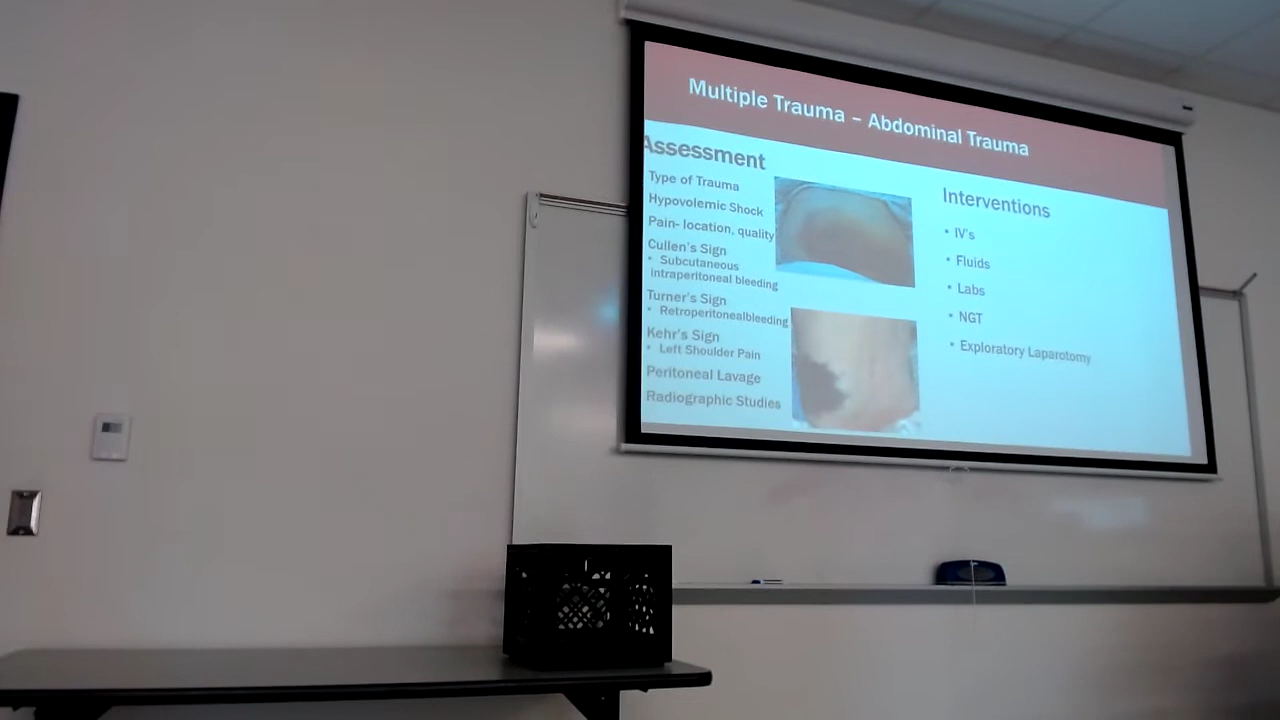 Multiple Trauma – Abdominal Trauma
Assessment
Type of Trauma
Hypovolemic Shock
Pain- location, quality
Cullen's Sign
• Subcutaneous
intraperitoneal bleeding
Turner's Sign
• Retroperitonealbleeding
Kehr's Sign
• Left Shoulder Pain
Peritoneal Lavage
Radiographic Studies
Interventions
• IV's
• Fluids
• Labs
• NGT
• Exploratory Laparotomy